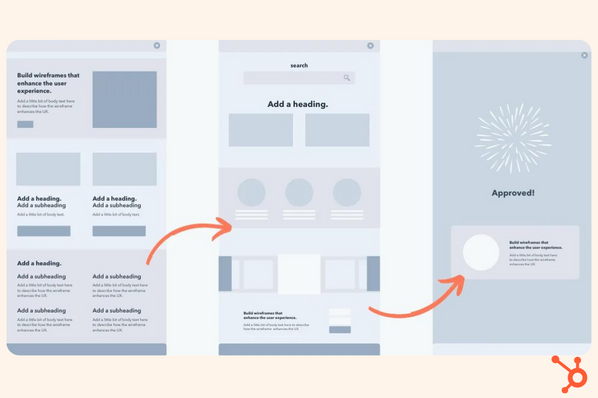 Build wireframes that
enhance the user
experience.
Add a little bit of body text here
to describe how the wireframe
enhances the UX.
Add a heading.
Add a subheading
Add a little bit of body text.
Add a heading.
Add a subheading
Add a little bit of body text.
Add a heading.
Add a subheading
Add a little bit of body text here
to describe how the wireframe
enhances the UX.
Add a subheading
Add a little bit of body text here
to describe how the wireframe
enhances the UX.
Add a subheading
Add a little bit of body text here
to describe how the wireframe
enhances the UX.
Add a subheading
Add a little bit of body text here
to describe how the wireframe
enhances the UX.
search
Add a heading.
Build wireframes that
enhance the user experience.
Add a little bit of body text here to describe
how the wireframe enhances the UX.
Approved!
Build wireframes that
enhance the user experience.
Add a little bit of body text here
to describe how the wireframe
enhances the UX.